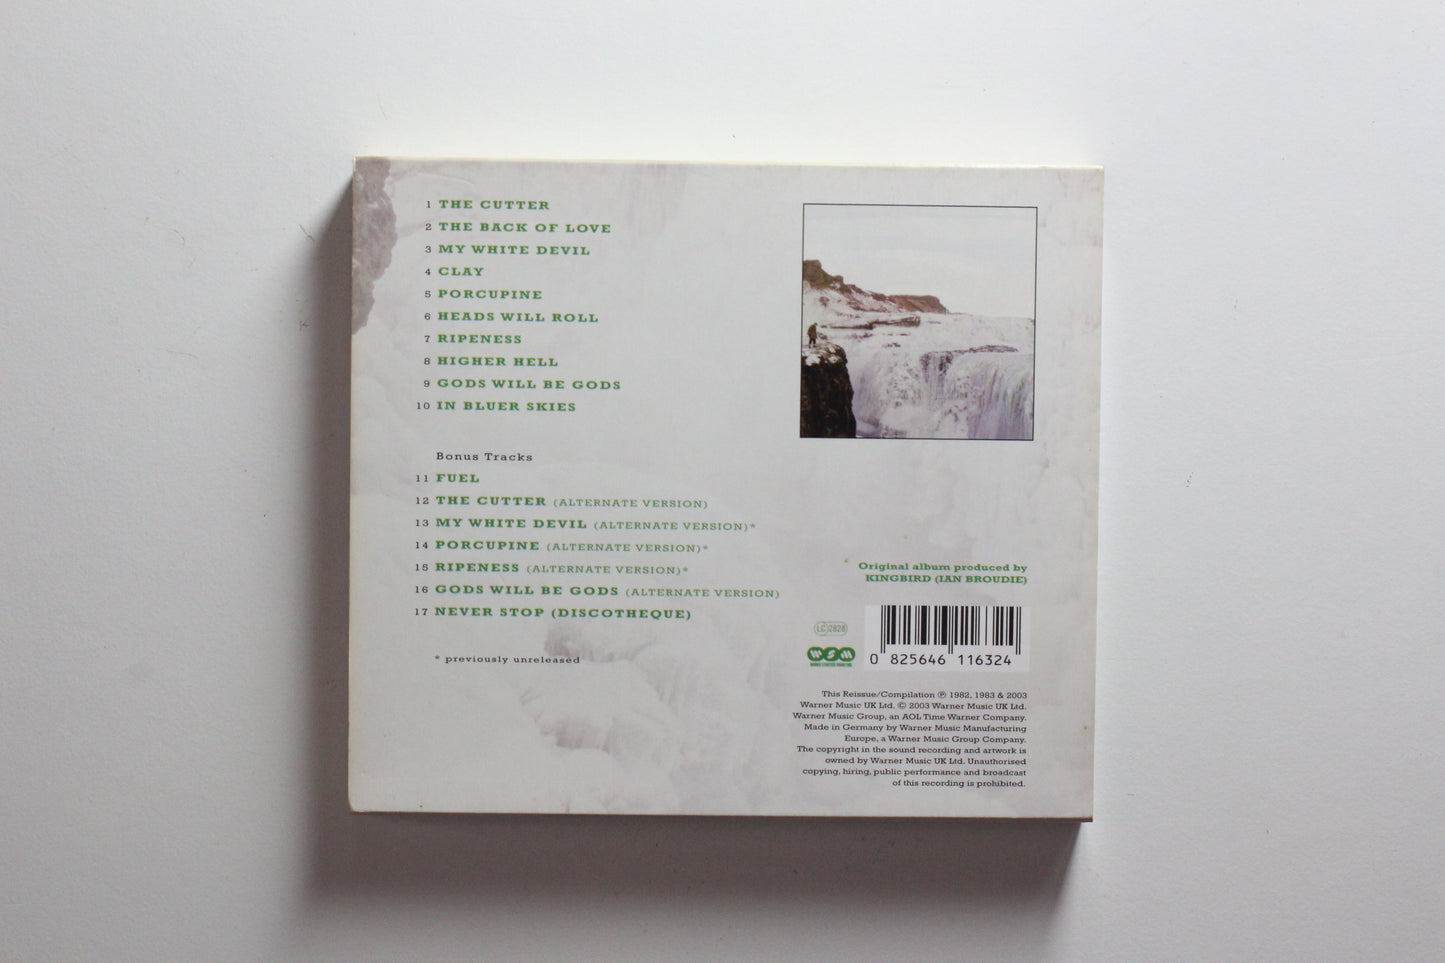 1 THE CUTTER
2 THE BACK OF LOVE
3 MY WHITE DEVIL
4 CLAY
5 PORCUPINE
6 HEADS WILL ROLL
7 RIPENESS
8 HIGHER HELL
9 GODS WILL BE GODS
10 IN BLUER SKIES
Bonus Tracks
11 FUEL
12 THE CUTTER (ALTERNATE VERSION)
13 MY WHITE DEVIL (ALTERNATE VERSION)*
14 PORCUPINE (ALTERNATE VERSION)*
15 RIPENESS (ALTERNATE VERSION)*
16 GODS WILL BE GODS (ALTERNATE VERSION)
17 NEVER STOP (DISCOTHEQUE)
* previously unreleased
Original album produced by
KINGBIRD (IAN BROUDIE)
LC 2828
WSM
0 825646 116324
This Reissue/Compilation ℗ 1982, 1983 & 2003
Warner Music UK Ltd. © 2003 Warner Music UK Ltd.
Warner Music Group, an AOL Time Warner Company.
Made in Germany by Warner Music Manufacturing
Europe, a Warner Music Group Company.
The copyright in the sound recording and artwork is
owned by Warner Music UK Ltd. Unauthorised
copying, hiring, public performance and broadcast
of this recording is prohibited.